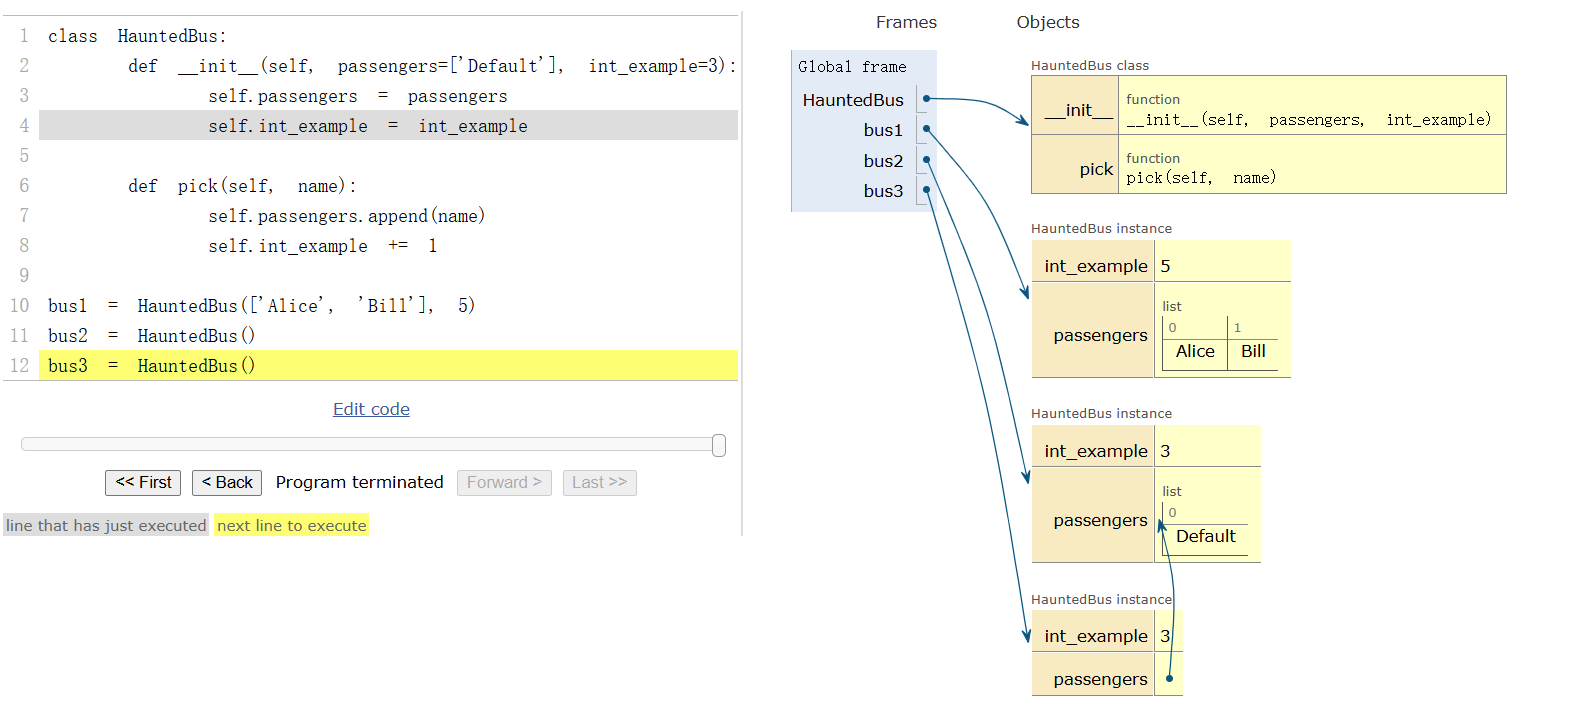 1 class HauntedBus:
2 def __init__(self, passengers=['Default'], int_example=3):
3 self.passengers = passengers
4 self.int_example = int_example
5
6 def pick(self, name):
7 self.passengers.append(name)
8 self.int_example += 1
9
10 bus1 = HauntedBus(['Alice', 'Bill'], 5)
11 bus2 = HauntedBus()
12 bus3 = HauntedBus()
Edit code
<< First < Back Program terminated Forward > Last >>
line that has just executed next line to execute
Frames Objects
Global frame
HauntedBus
bus1
bus2
bus3
HauntedBus class
__init__ function
__init__(self, passengers, int_example)
pick function
pick(self, name)
HauntedBus instance
int_example 5
passengers list
0 1
Alice Bill
HauntedBus instance
int_example 3
passengers list
0
Default
HauntedBus instance
int_example 3
passengers